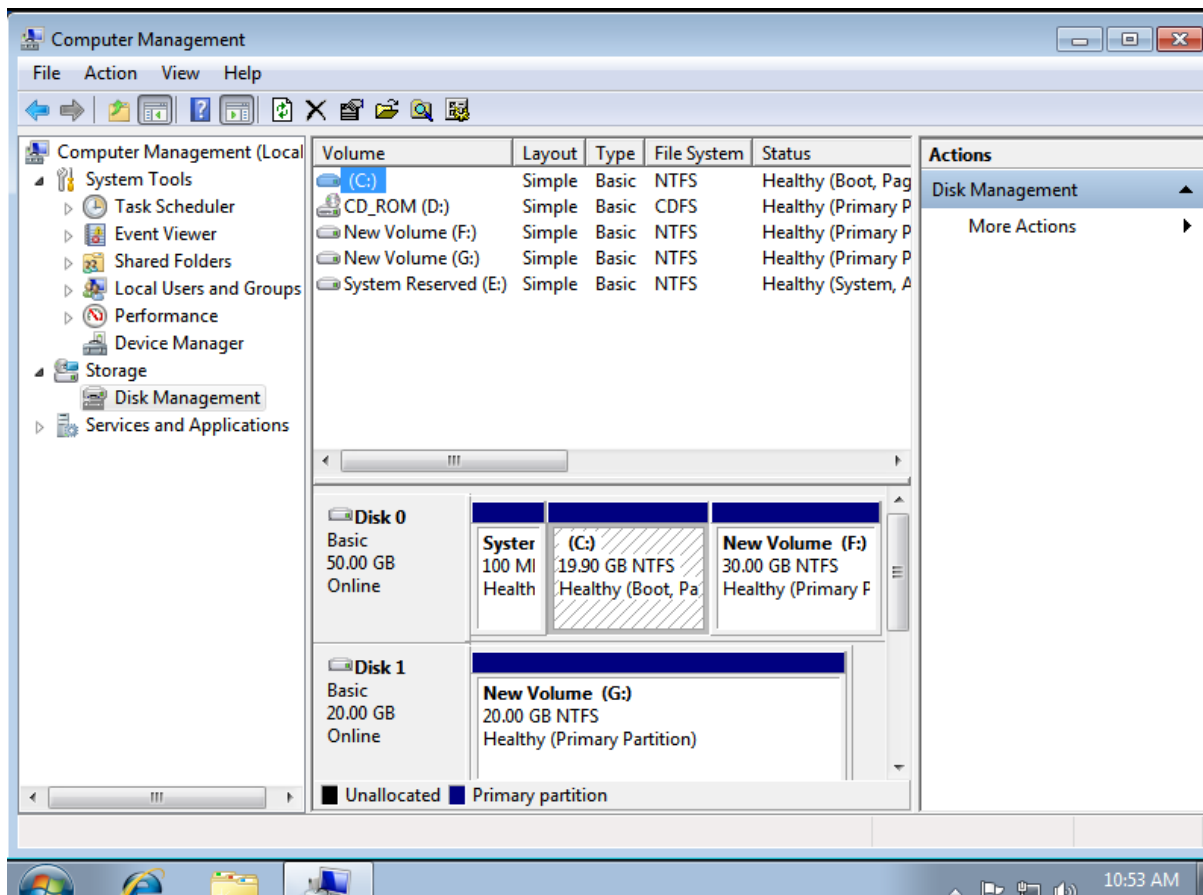 Computer Management
File Action View Help
Computer Management (Local
System Tools
Task Scheduler
Event Viewer
Shared Folders
Local Users and Groups
Performance
Device Manager
Storage
Disk Management
Services and Applications
Volume Layout Type File System Status
(C:) Simple Basic NTFS Healthy (Boot, Pag
CD_ROM (D:) Simple Basic CDFS Healthy (Primary P
New Volume (F:) Simple Basic NTFS Healthy (Primary P
New Volume (G:) Simple Basic NTFS Healthy (Primary P
System Reserved (E:) Simple Basic NTFS Healthy (System, A
Disk 0
Basic
50.00 GB
Online
Syster
100 MI
Health
(C:)
19.90 GB NTFS
Healthy (Boot, Pa
New Volume (F:)
30.00 GB NTFS
Healthy (Primary P
Disk 1
Basic
20.00 GB
Online
New Volume (G:)
20.00 GB NTFS
Healthy (Primary Partition)
Unallocated Primary partition
Actions
Disk Management
More Actions
10:53 AM